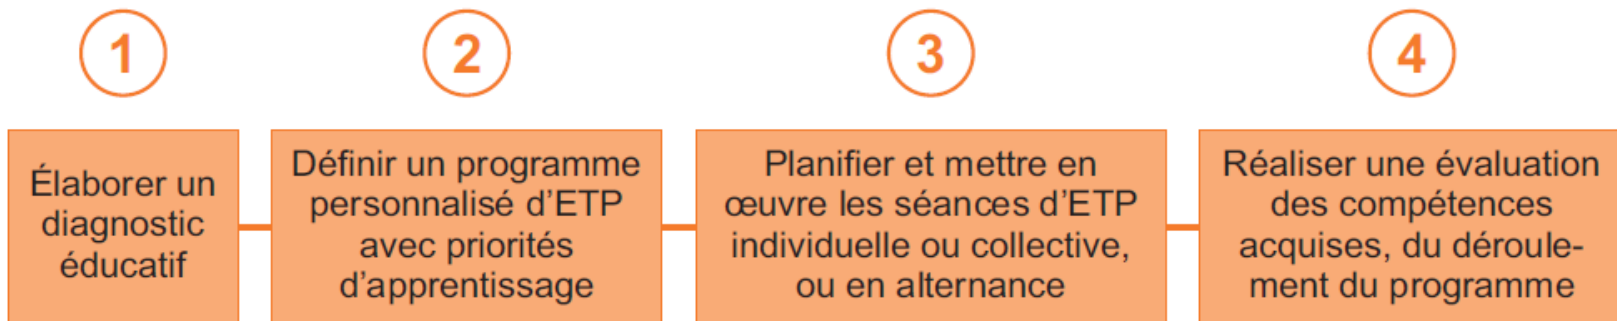 1
Élaborer un
diagnostic
éducatif
2
Définir un programme
personnalisé d'ETP
avec priorités
d'apprentissage
3
Planifier et mettre en
œuvre les séances d'ETP
individuelle ou collective,
ou en alternance
4
Réaliser une évaluation
des compétences
acquises, du déroule-
ment du programme